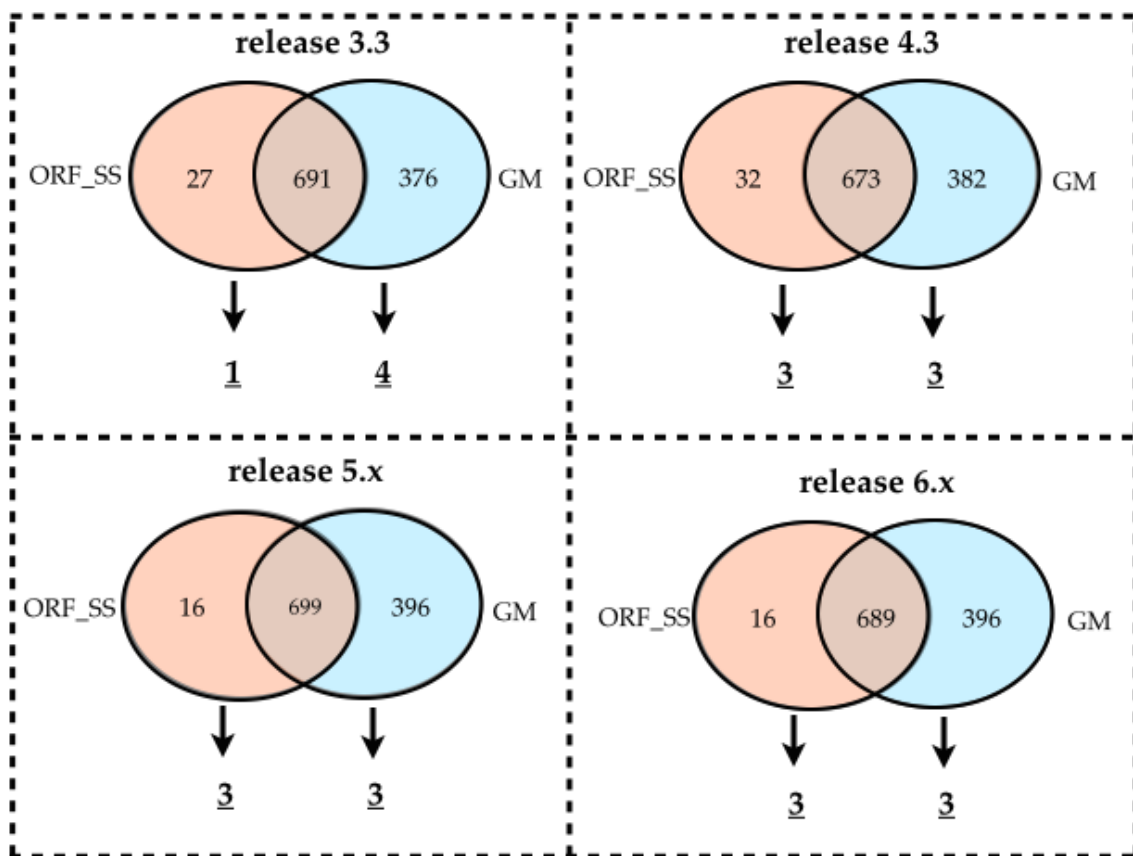 release 3.3
ORF_SS 27 691 376 GM
1 4
release 4.3
ORF_SS 32 673 382 GM
3 3
release 5.x
ORF_SS 16 699 396 GM
3 3
release 6.x
ORF_SS 16 689 396 GM
3 3